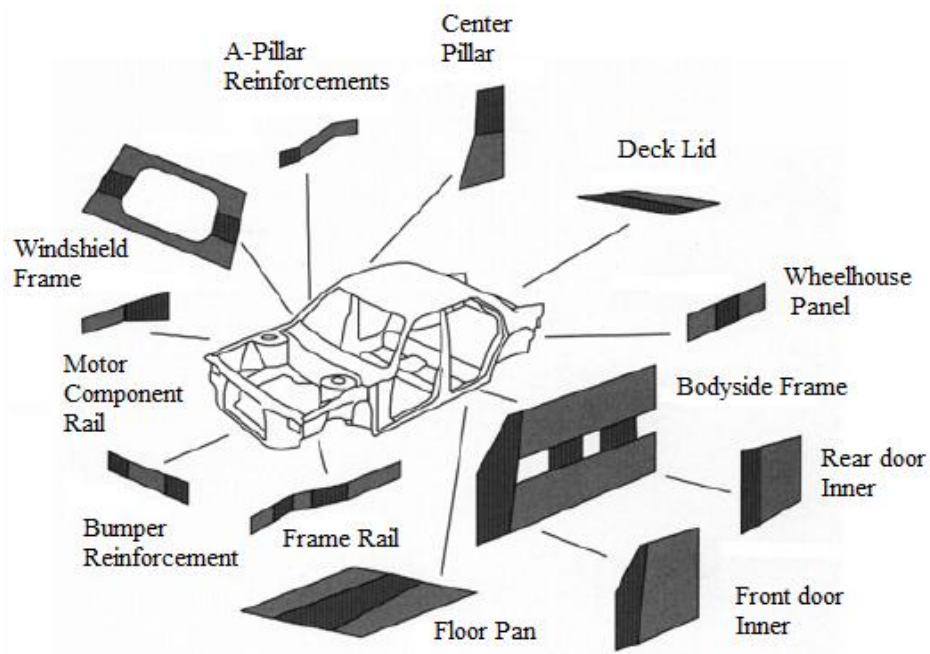 Center
Pillar
A-Pillar
Reinforcements
Deck Lid
Windshield
Frame
Wheelhouse
Panel
Motor
Component
Rail
Bodyside Frame
Rear door
Inner
Bumper
Reinforcement
Frame Rail
Floor Pan
Front door
Inner